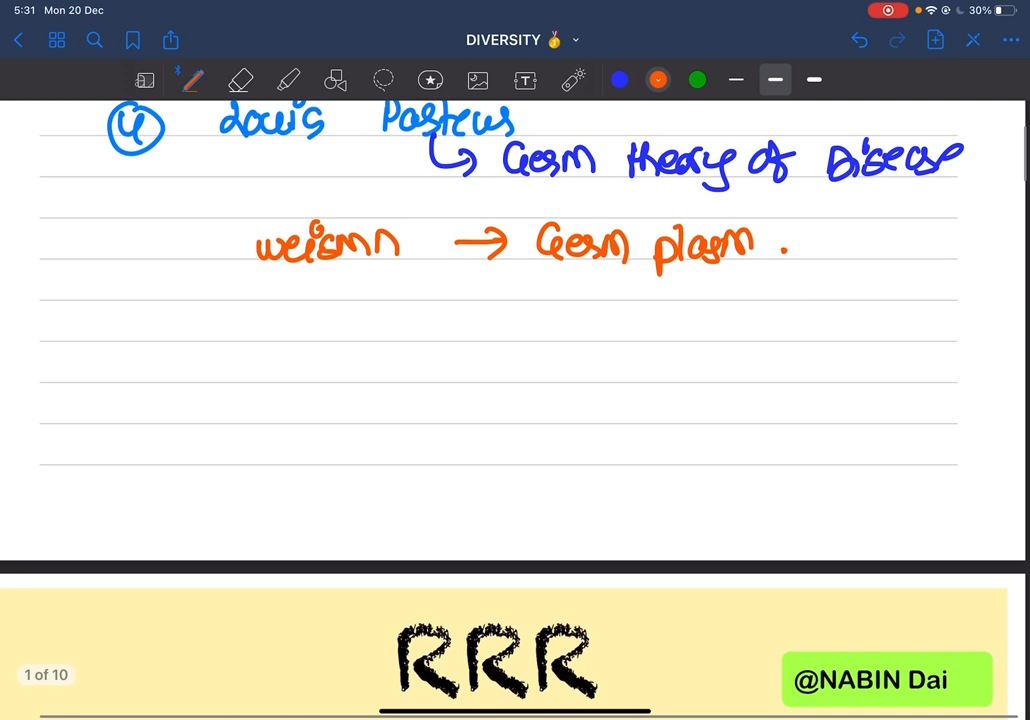 5:31 Mon 20 Dec
30%
DIVERSITY 🥇
T
④ Louis Pasteur
↳ Germ theory of Disease
weismn → Germ plasm .
RRR
1 of 10
@NABIN Dai